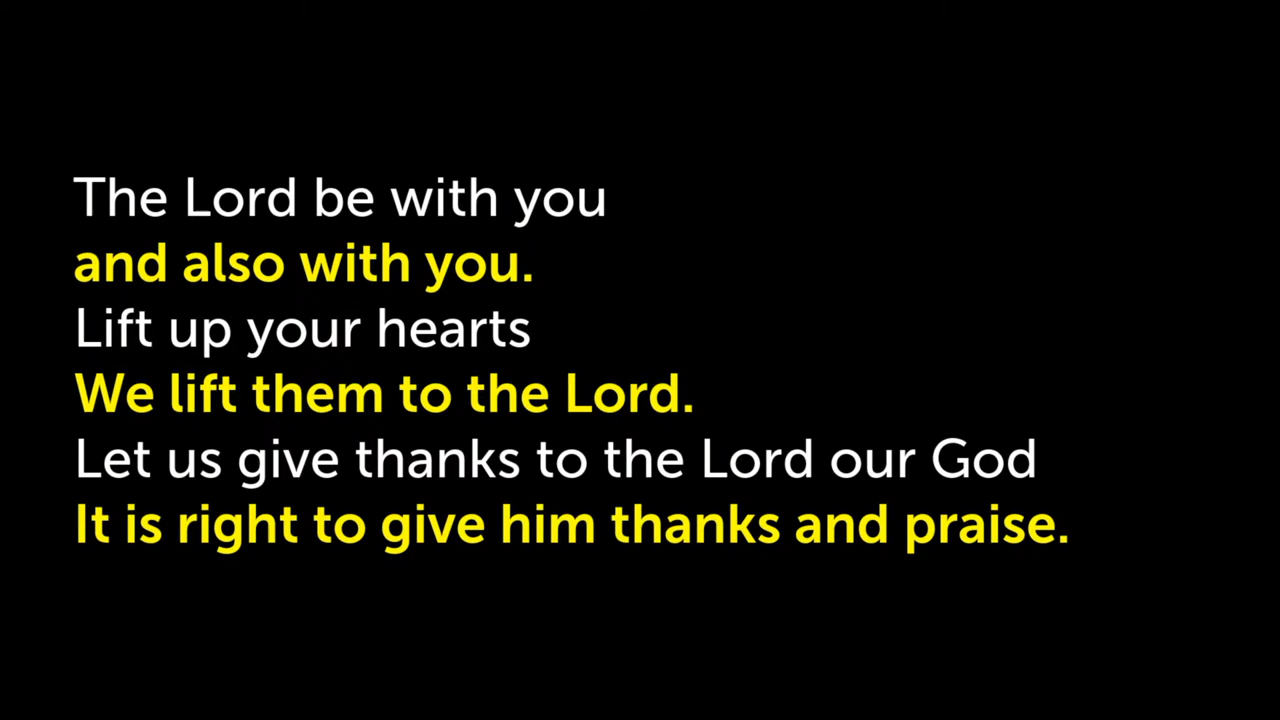 The Lord be with you
and also with you.
Lift up your hearts
We lift them to the Lord.
Let us give thanks to the Lord our God
It is right to give him thanks and praise.